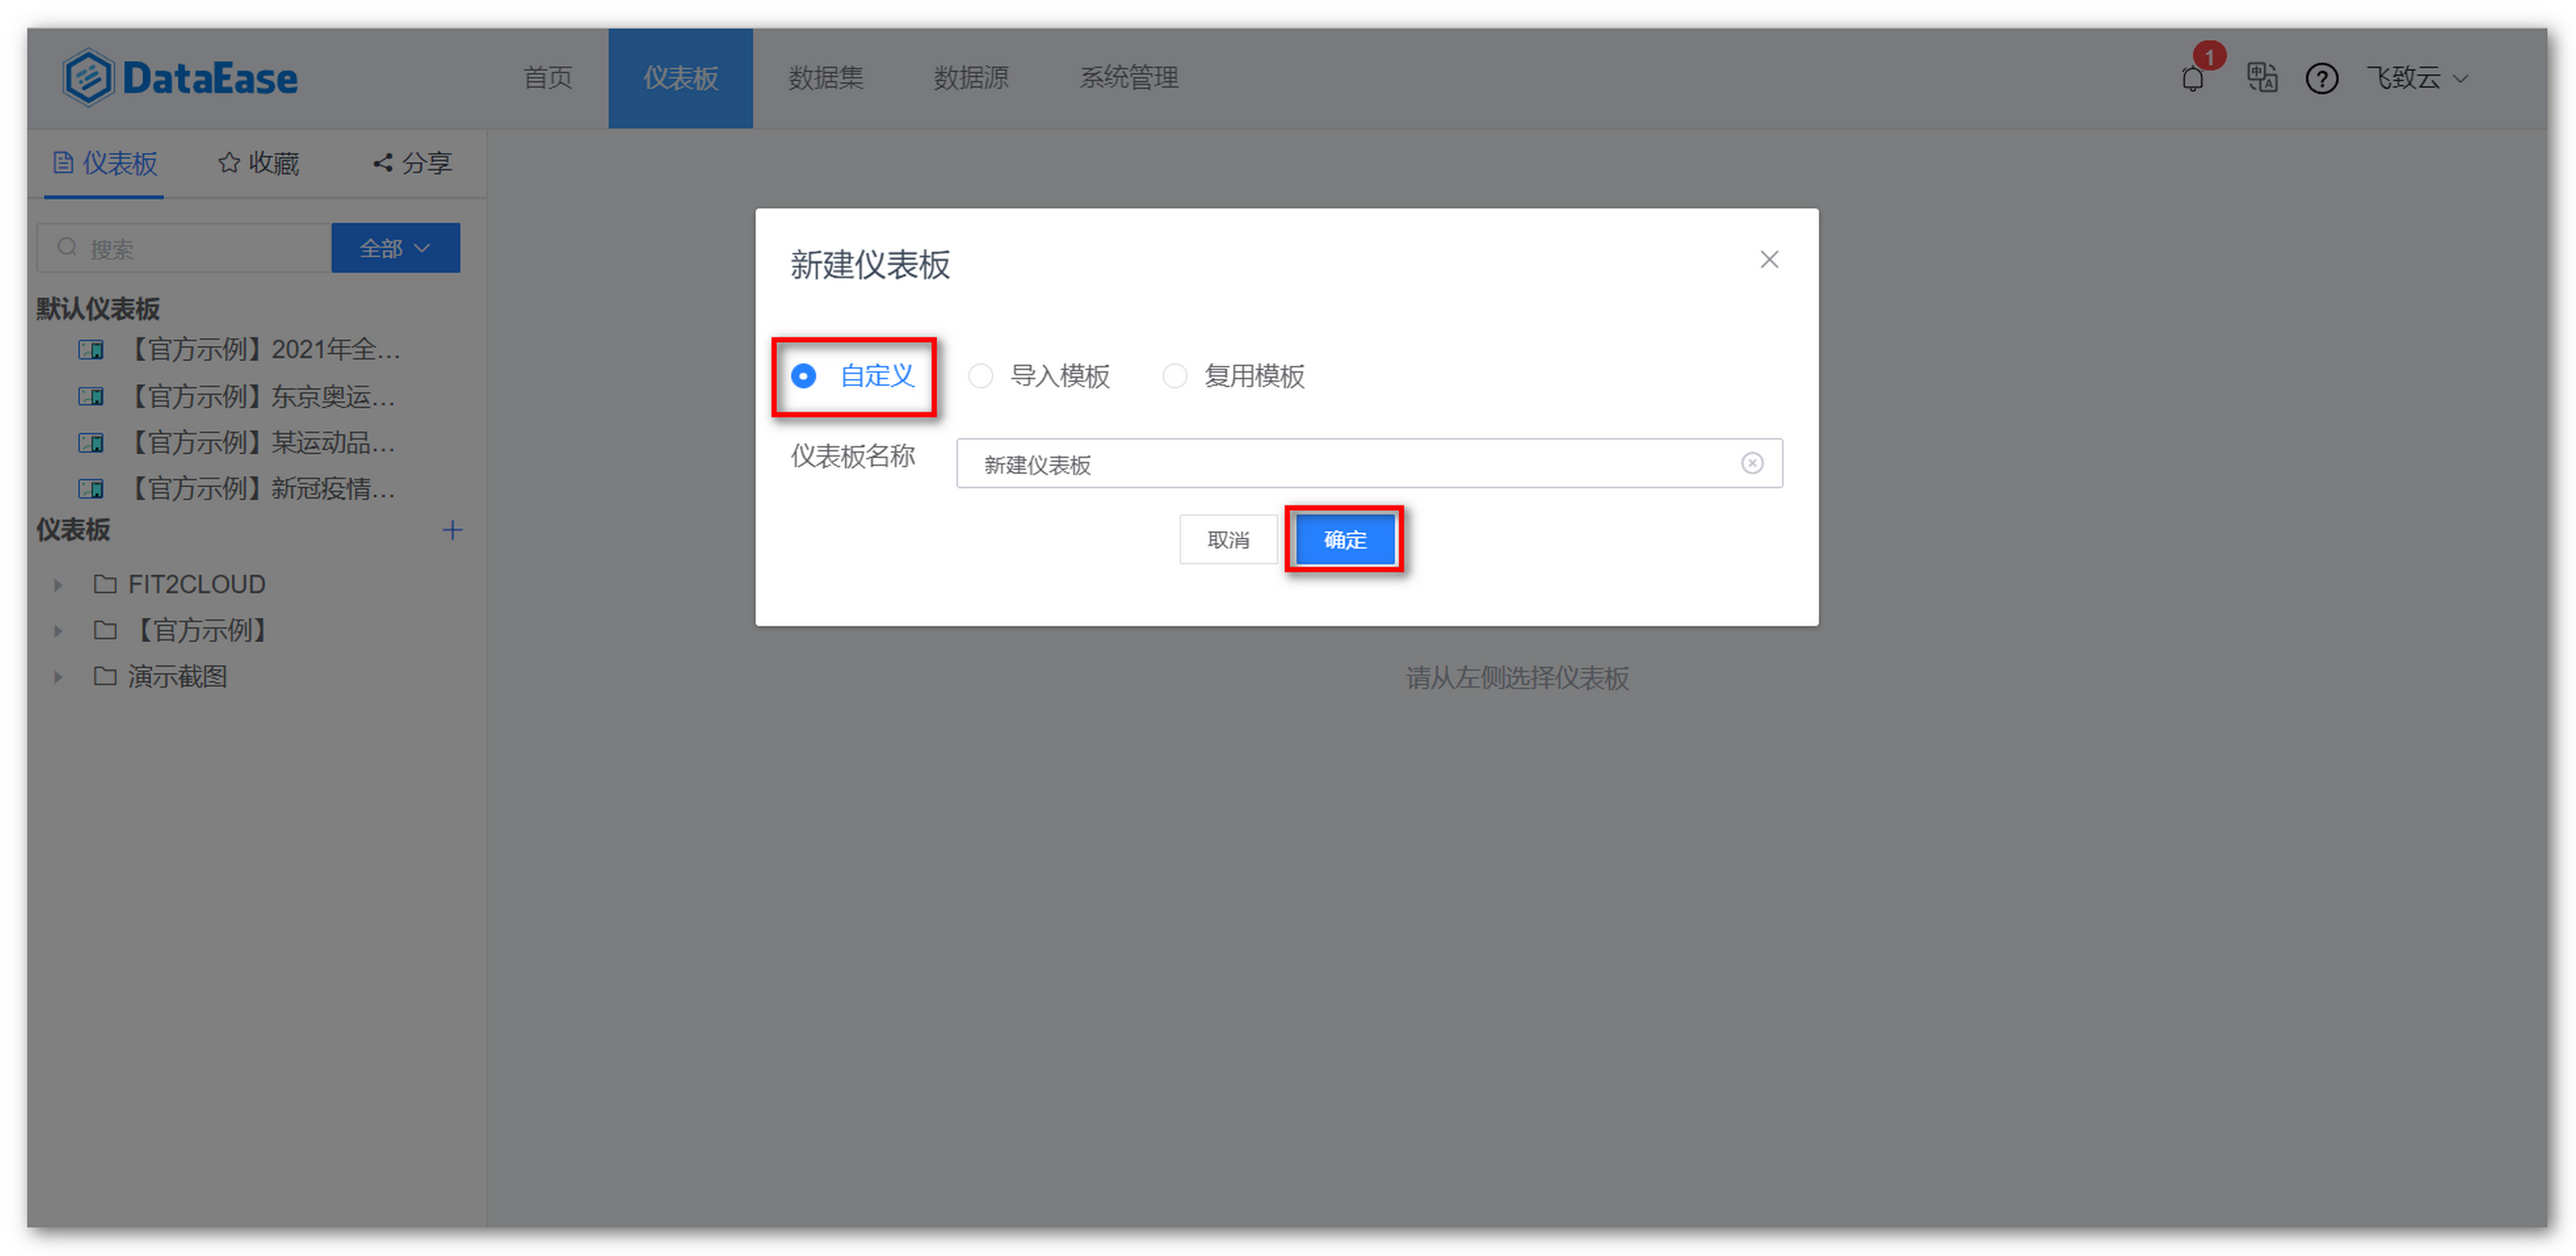 DataEase 首页 仪表板 数据集 数据源 系统管理 1 飞致云
仪表板 收藏 分享
搜索 全部
默认仪表板
【官方示例】2021年全...
【官方示例】东京奥运...
【官方示例】某运动品...
【官方示例】新冠疫情...
仪表板
FIT2CLOUD
【官方示例】
演示截图
新建仪表板
自定义 导入模板 复用模板
仪表板名称 新建仪表板
取消 确定
请从左侧选择仪表板